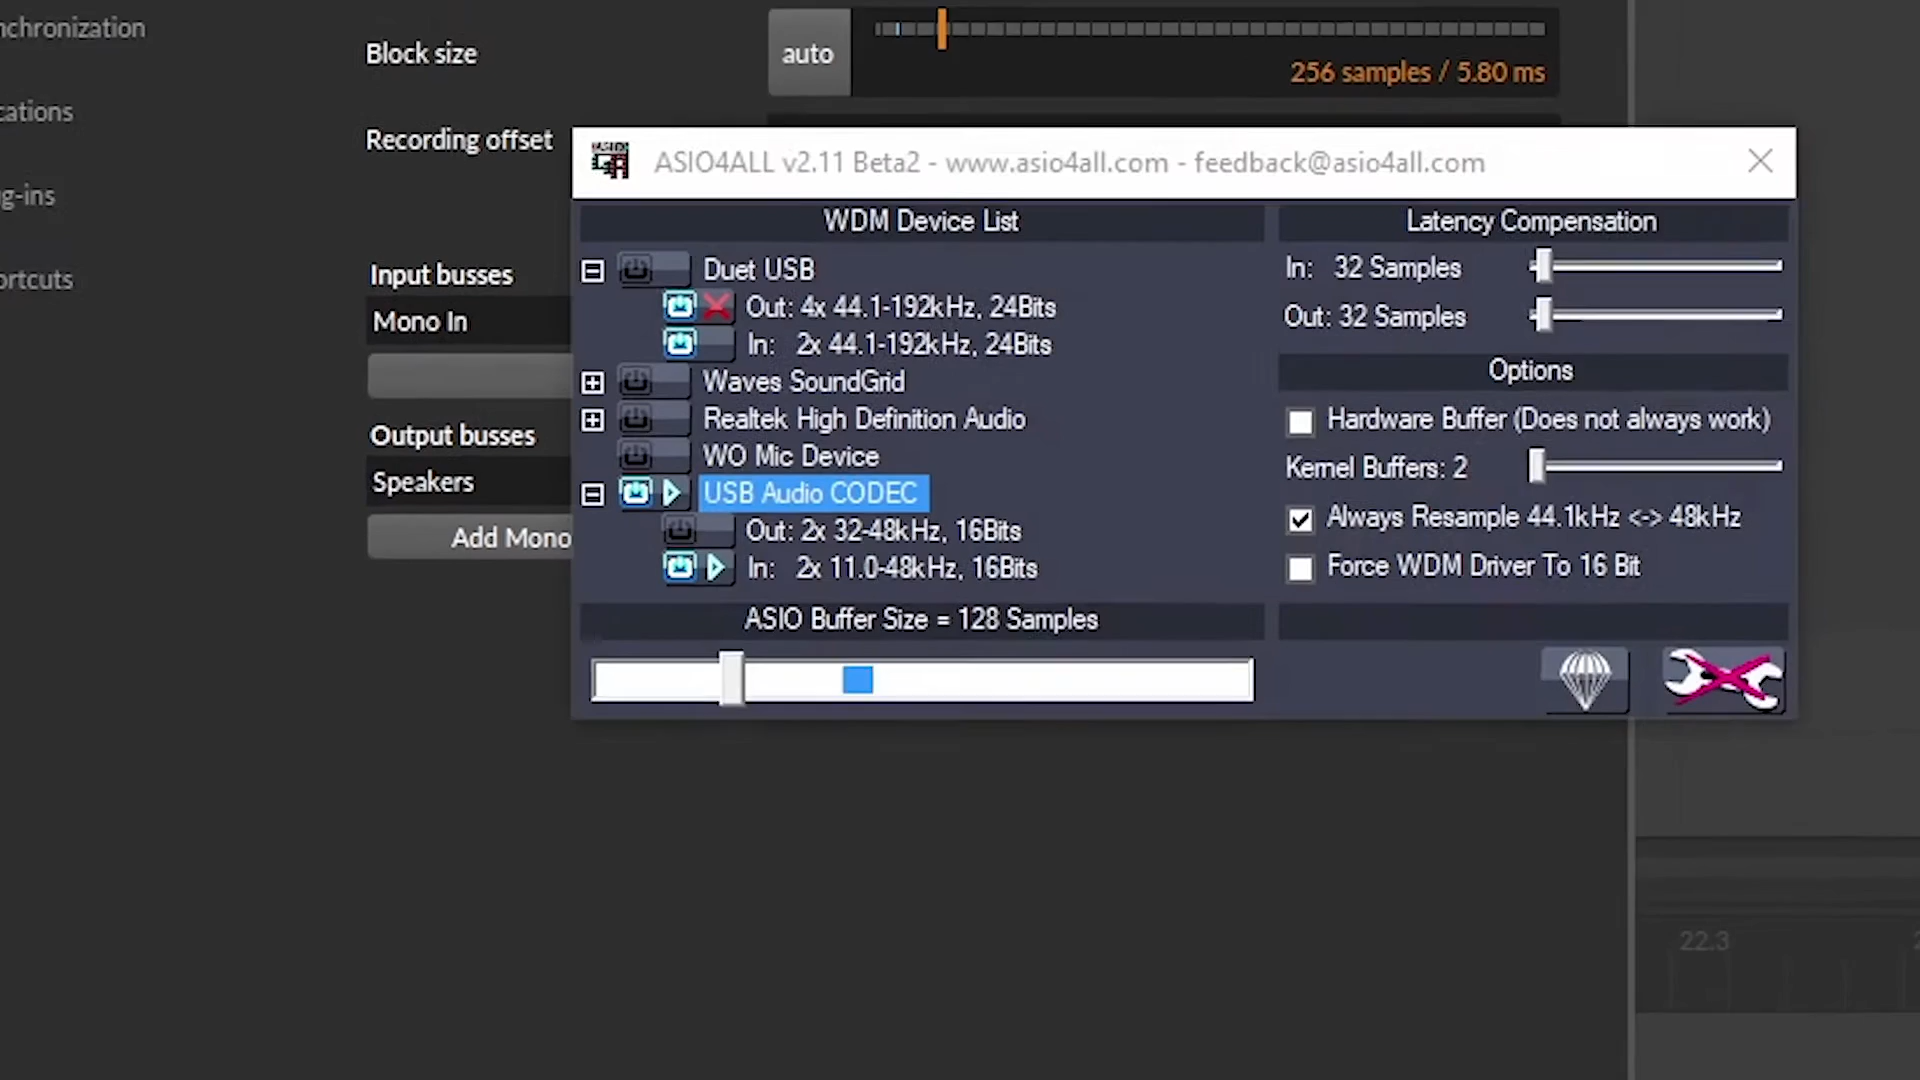 nchronization
Block size
auto
256 samples / 5.80 ms
cations
Recording offset
ASIO4ALL v2.11 Beta2 - www.asio4all.com - feedback@asio4all.com
g-ins
WDM Device List
Latency Compensation
Duet USB
In: 32 Samples
ortcuts
Input busses
Out: 4x 44.1-192kHz, 24Bits
Out: 32 Samples
Mono In
In: 2x 44.1-192kHz, 24Bits
Waves SoundGrid
Options
Realtek High Definition Audio
Hardware Buffer (Does not always work)
Output busses
WO Mic Device
Kernel Buffers: 2
Speakers
USB Audio CODEC
Always Resample 44.1kHz <-> 48kHz
Add Mono
Out: 2x 32-48kHz, 16Bits
In: 2x 11.0-48kHz, 16Bits
Force WDM Driver To 16 Bit
ASIO Buffer Size = 128 Samples
22.3